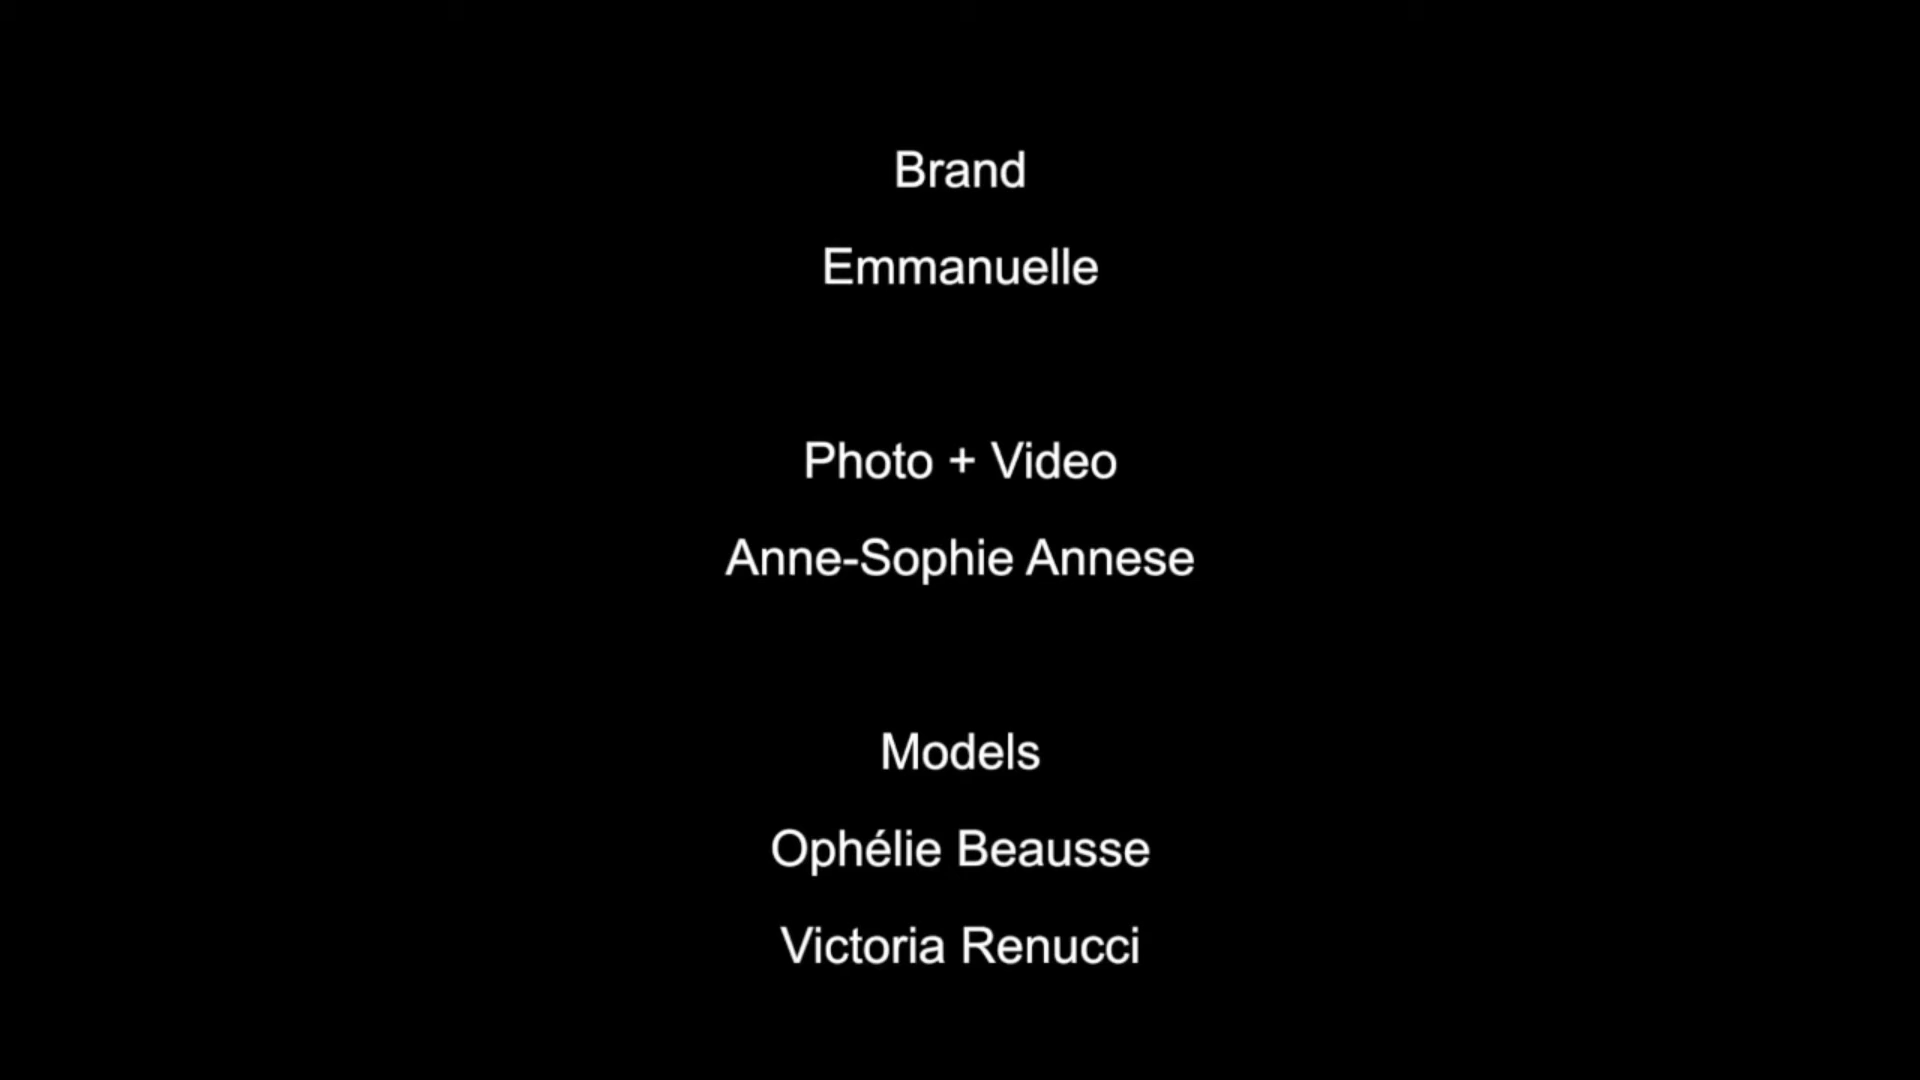 Brand
Emmanuelle
Photo + Video
Anne-Sophie Annese
Models
Ophélie Beausse
Victoria Renucci